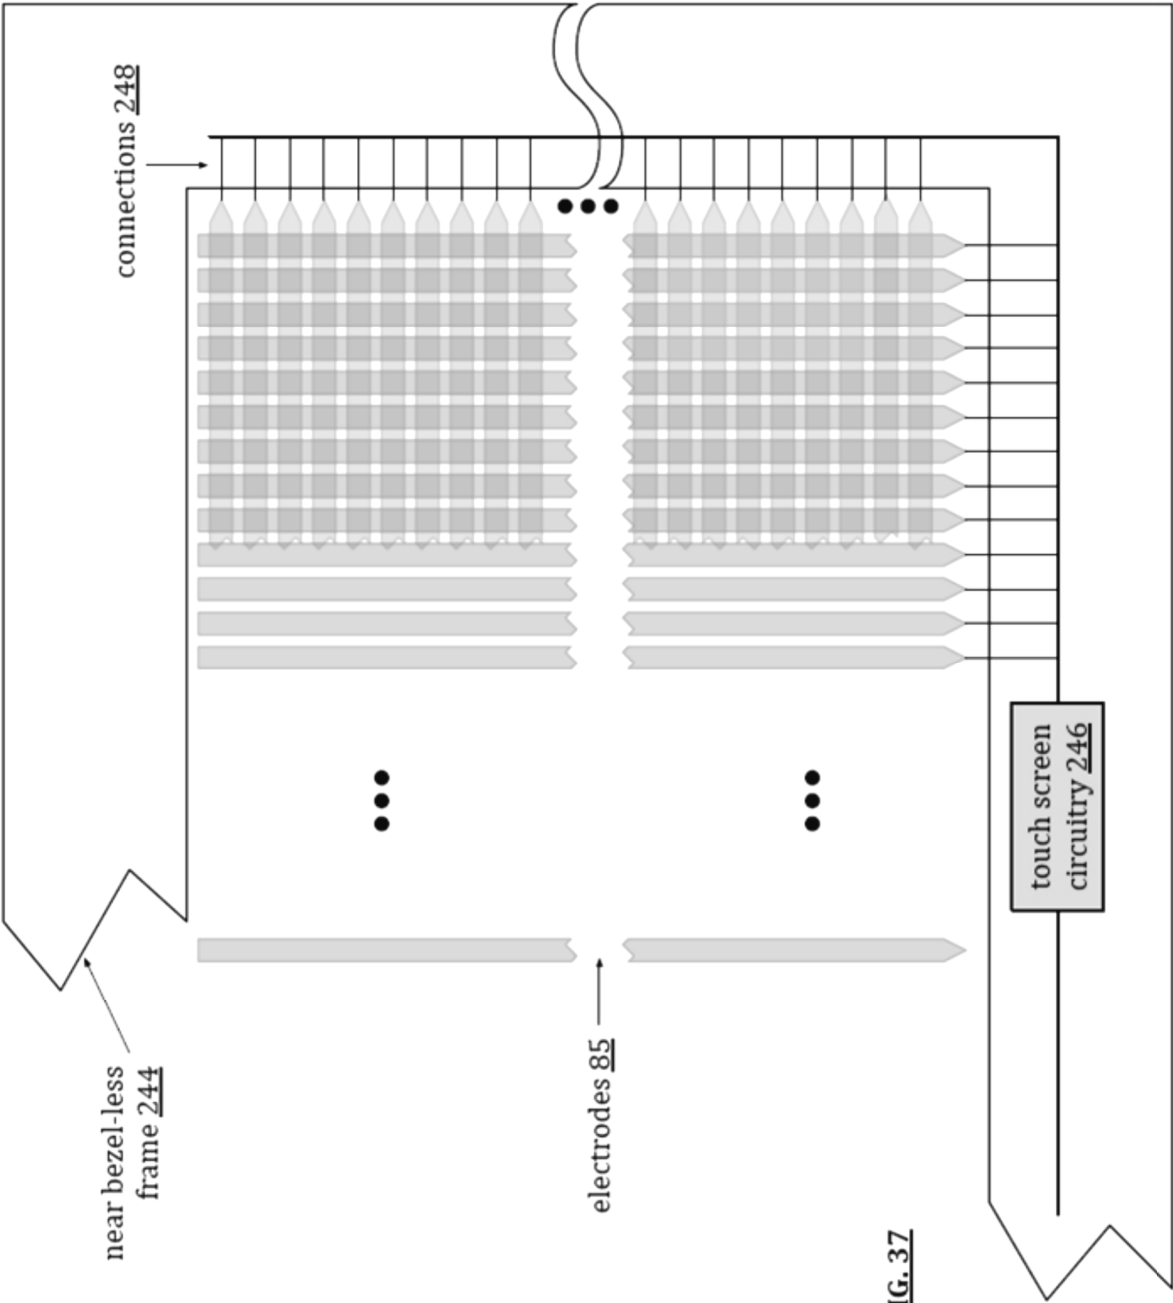 connections 248
touch screen
circuitry 246
near bezel-less
frame 244
electrodes 85
IG. 37